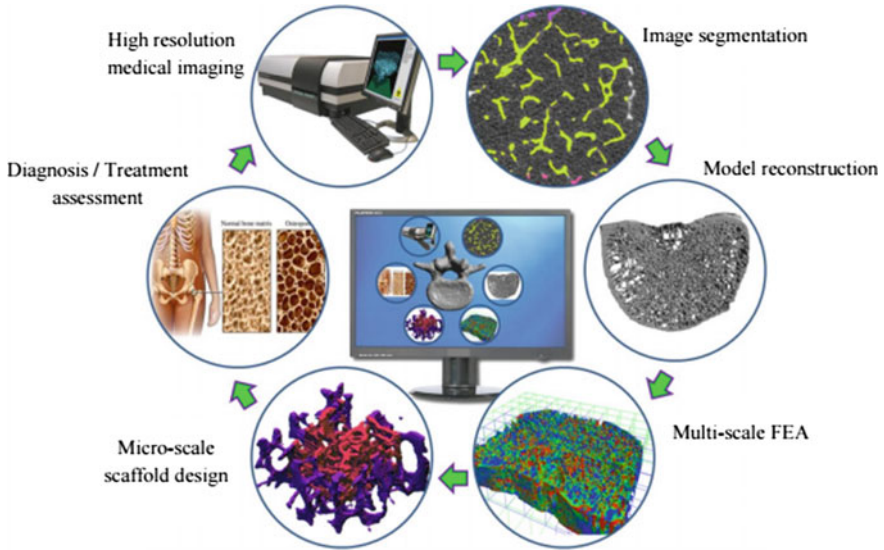 High resolution
medical imaging
Image segmentation
Diagnosis / Treatment
assessment
Model reconstruction
Normal bone matrix
Micro-scale
scaffold design
Multi-scale FEA